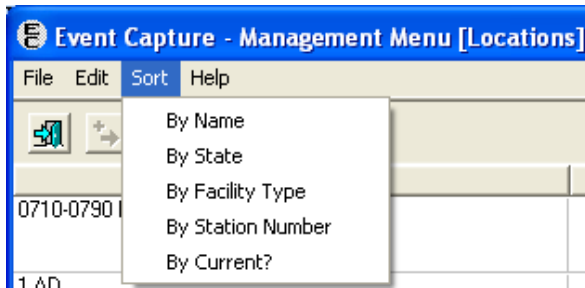 Event Capture - Management Menu [Locations]
File Edit Sort Help
By Name
By State
By Facility Type
By Station Number
By Current?
0710-0790
1 AD